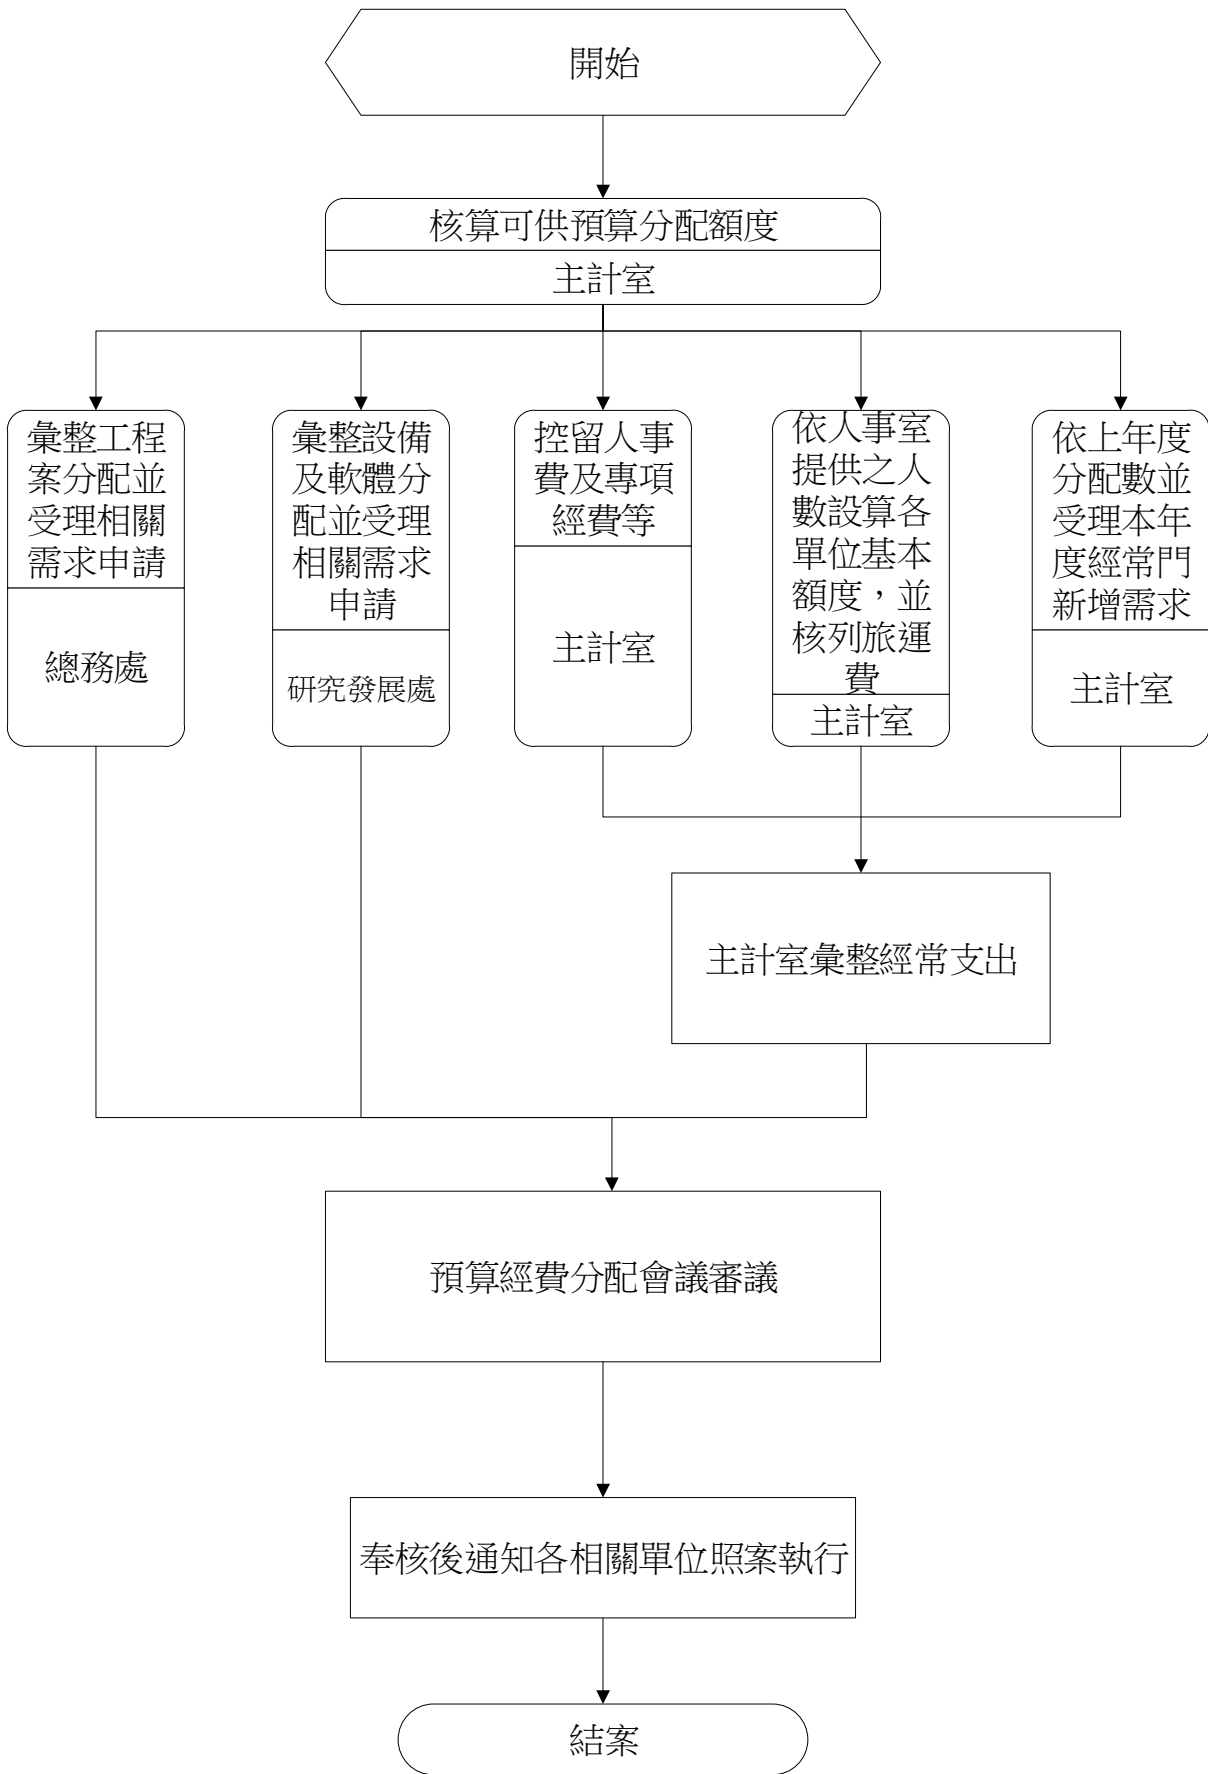 開始
核算可供預算分配額度
主計室
彙整工程
案分配並
受理相關
需求申請
總務處
彙整設備
及軟體分
配並受理
相關需求
申請
研究發展處
控留人事
費及專項
經費等
主計室
依人事室
提供之人
數設算各
單位基本
額度，並
核列旅運
費
主計室
依上年度
分配數並
受理本年
度經常門
新增需求
主計室
主計室彙整經常支出
預算經費分配會議審議
奉核後通知各相關單位照案執行
結案